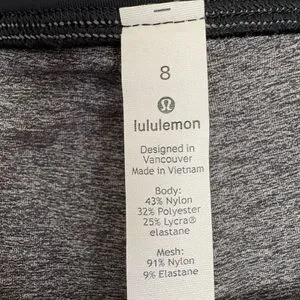 8
lululemon
Designed in
Vancouver
Made in Vietnam
Body:
43% Nylon
32% Polyester
25% Lycra®
elastane
Mesh:
91% Nylon
9% Elastane